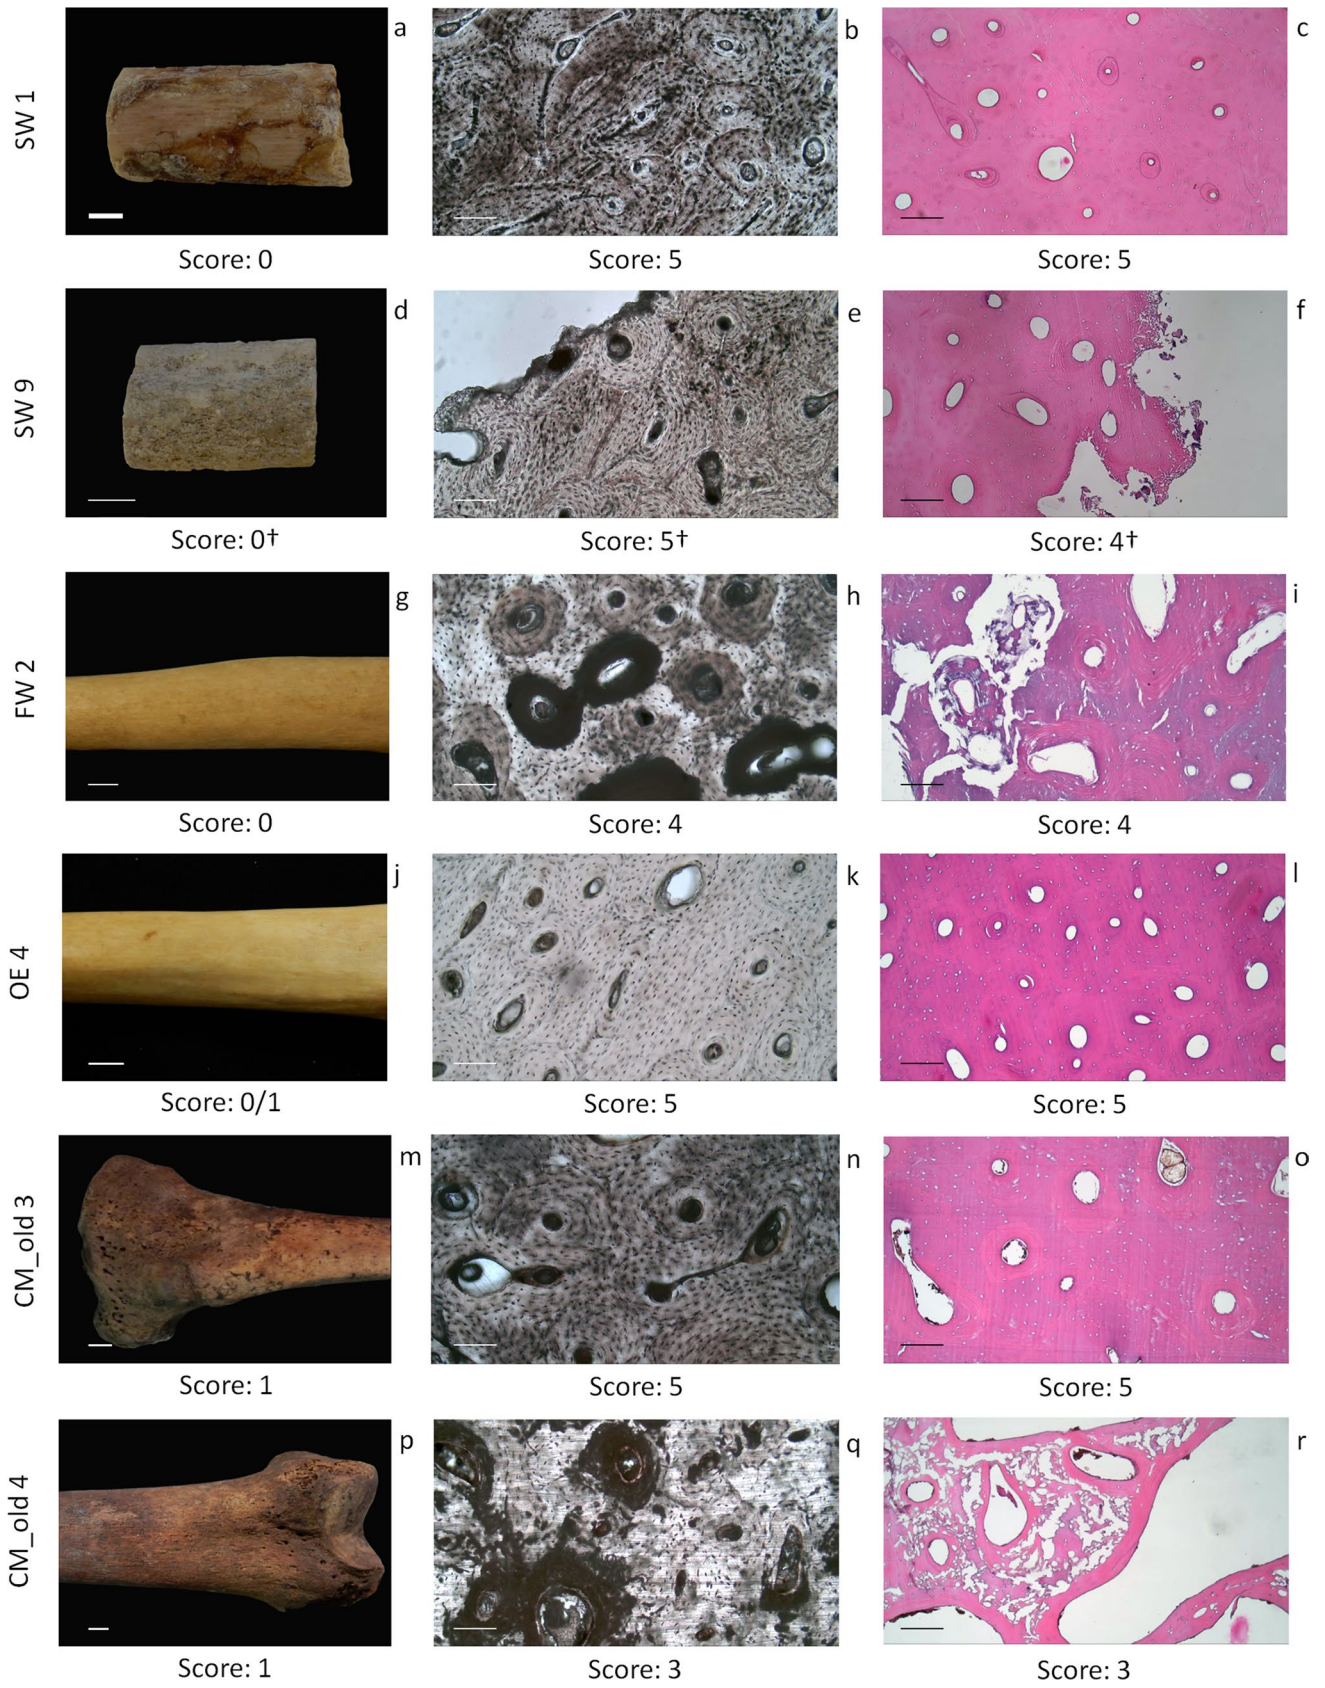 SW 1
a
b
c
Score: 0
Score: 5
Score: 5
SW 9
d
e
f
Score: 0†
Score: 5†
Score: 4†
FW 2
g
h
i
Score: 0
Score: 4
Score: 4
OE 4
j
k
l
Score: 0/1
Score: 5
Score: 5
CM_old 3
m
n
o
Score: 1
Score: 5
Score: 5
CM_old 4
p
q
r
Score: 1
Score: 3
Score: 3